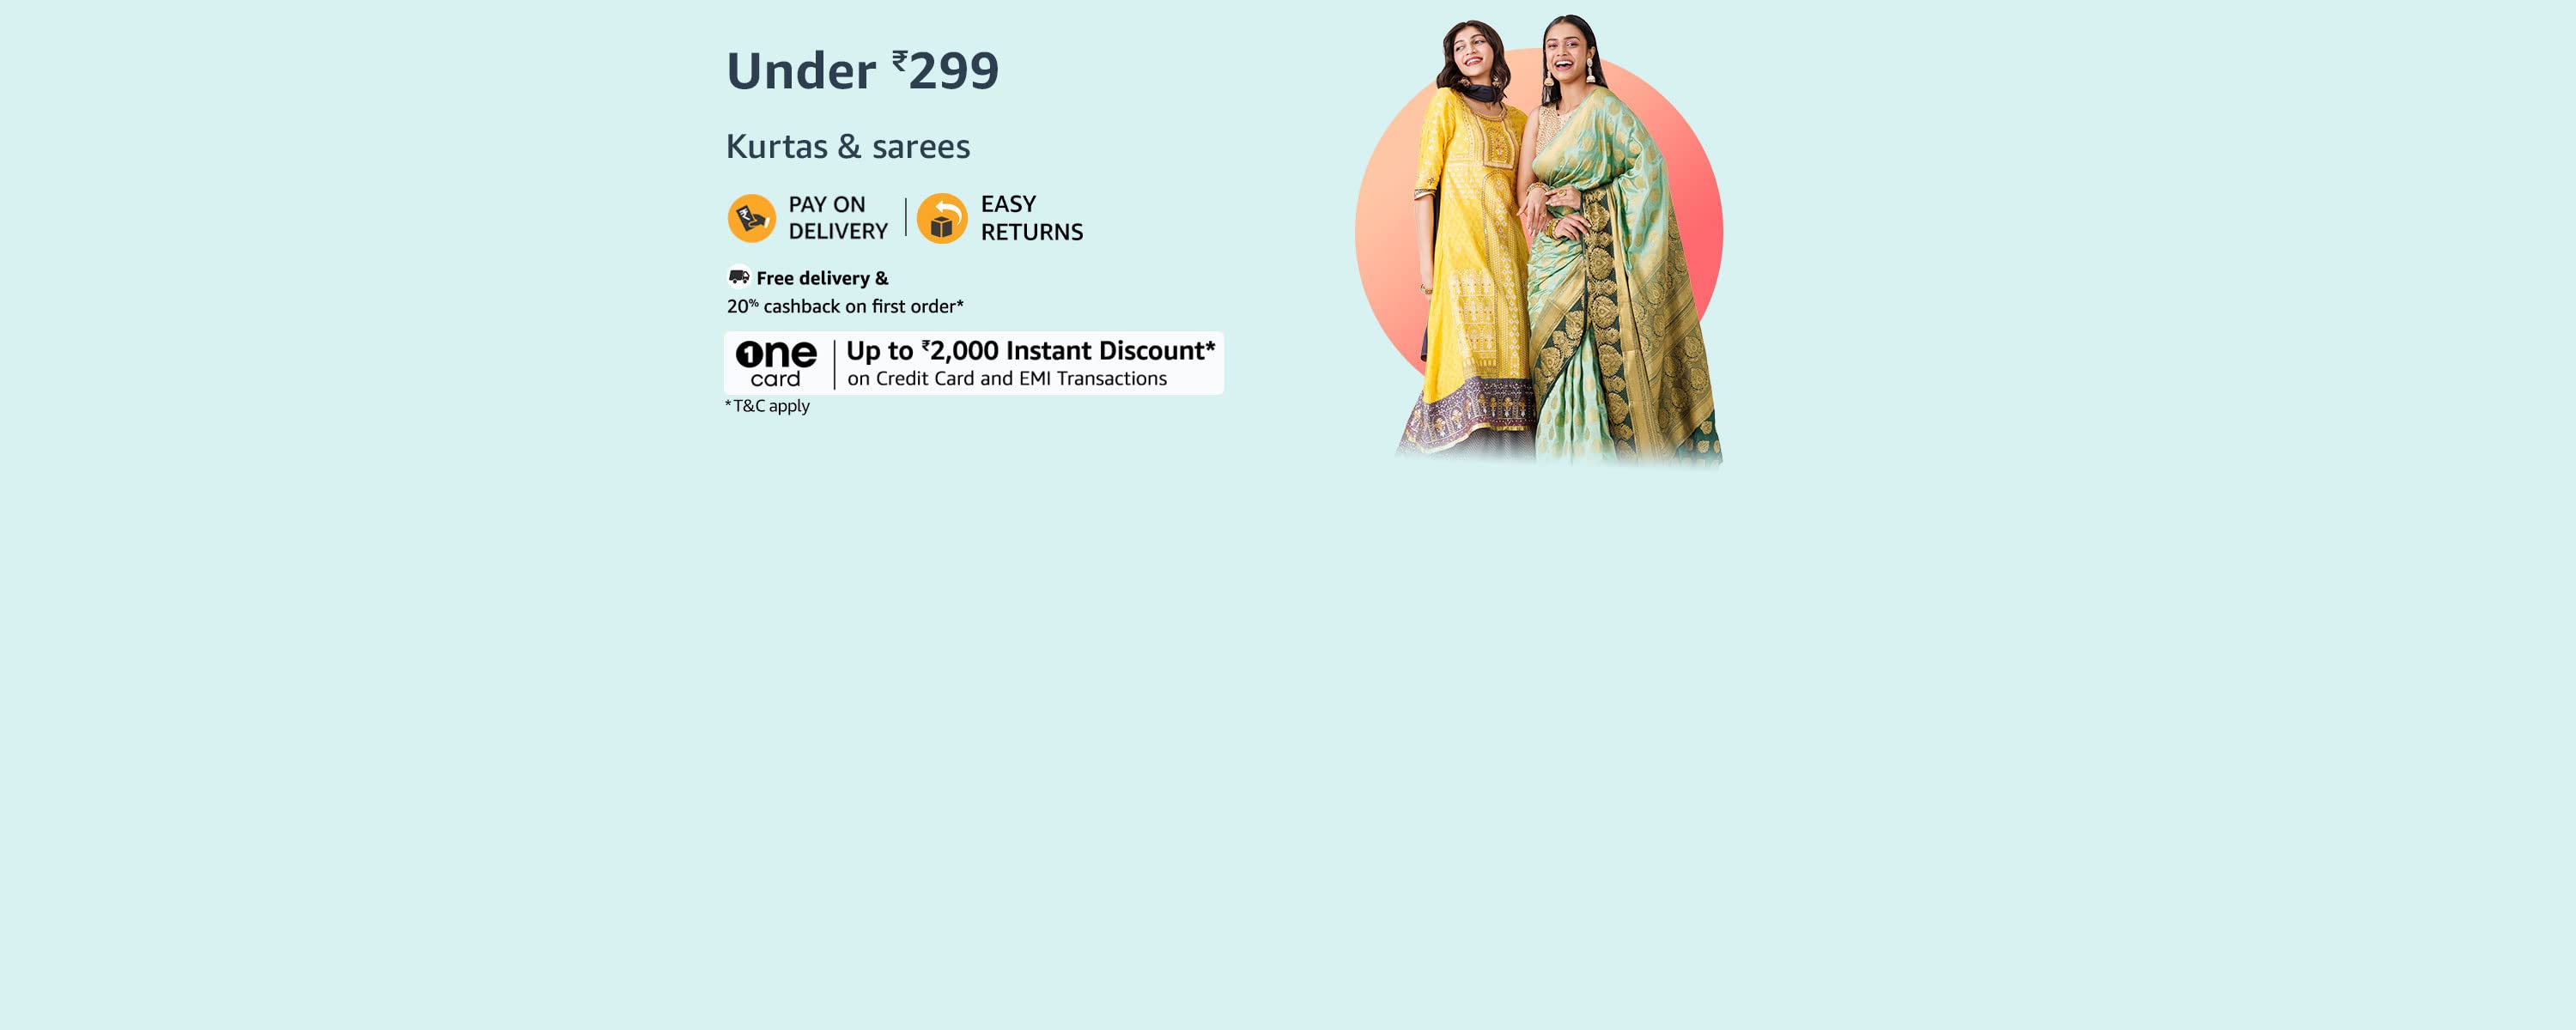 Under ₹299
Kurtas & sarees
PAY ON
DELIVERY
EASY
RETURNS
Free delivery &
20% cashback on first order*
one
card
Up to ₹2,000 Instant Discount*
on Credit Card and EMI Transactions
*T&C apply